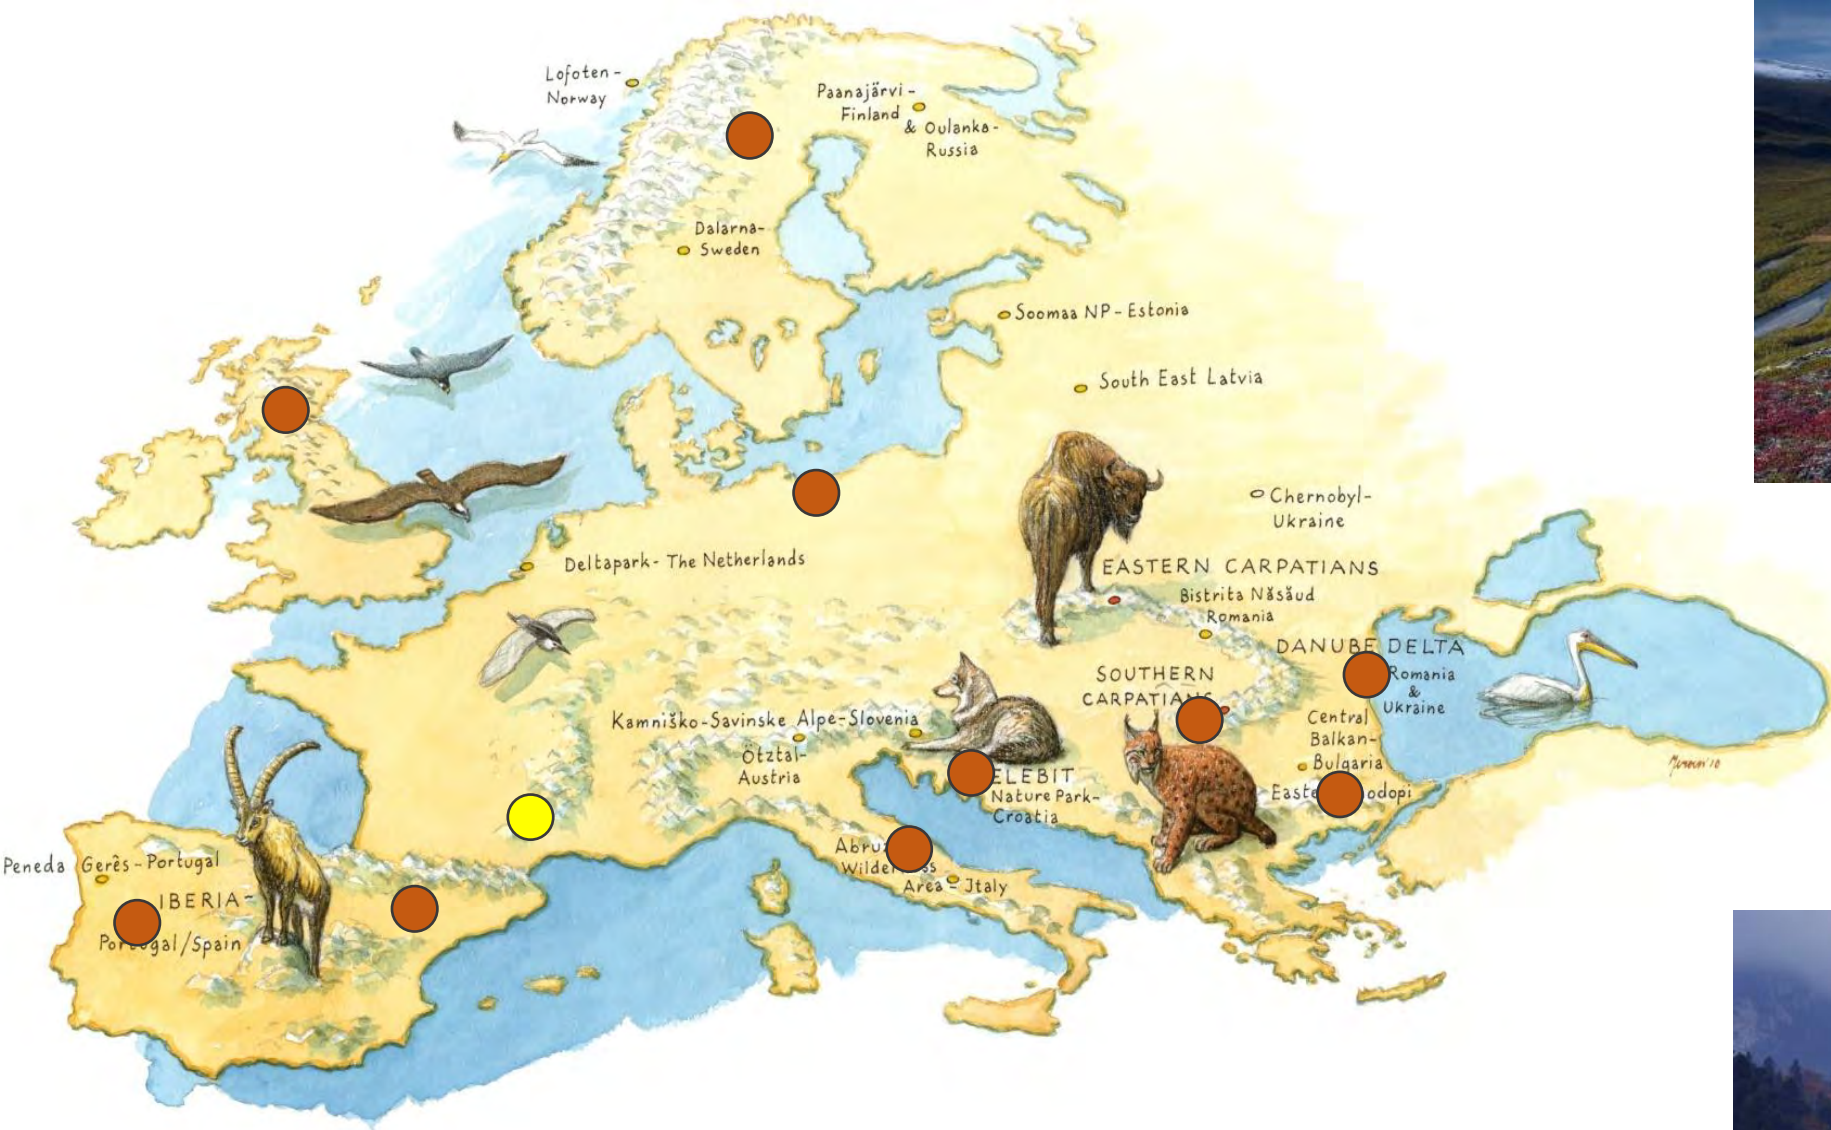 Lofoten-
Norway
Paanajärvi-
Finland
& Oulanka-
Russia
Dalarna-
Sweden
Soomaa NP - Estonia
South East Latvia
Chernobyl-
Ukraine
Deltapark - The Netherlands
EASTERN CARPATIANS
Bistrita Năsăud
Romania
DANUBE DELTA
Romania
&
Ukraine
SOUTHERN
Kamniško-Savinske Alpe-Slovenia
Ötztal-
Austria
Central
Balkan-
Bulgaria
Nature Park-
Croatia
Area - Italy
Peneda Gerês - Portugal
IBERIA-
/Spain